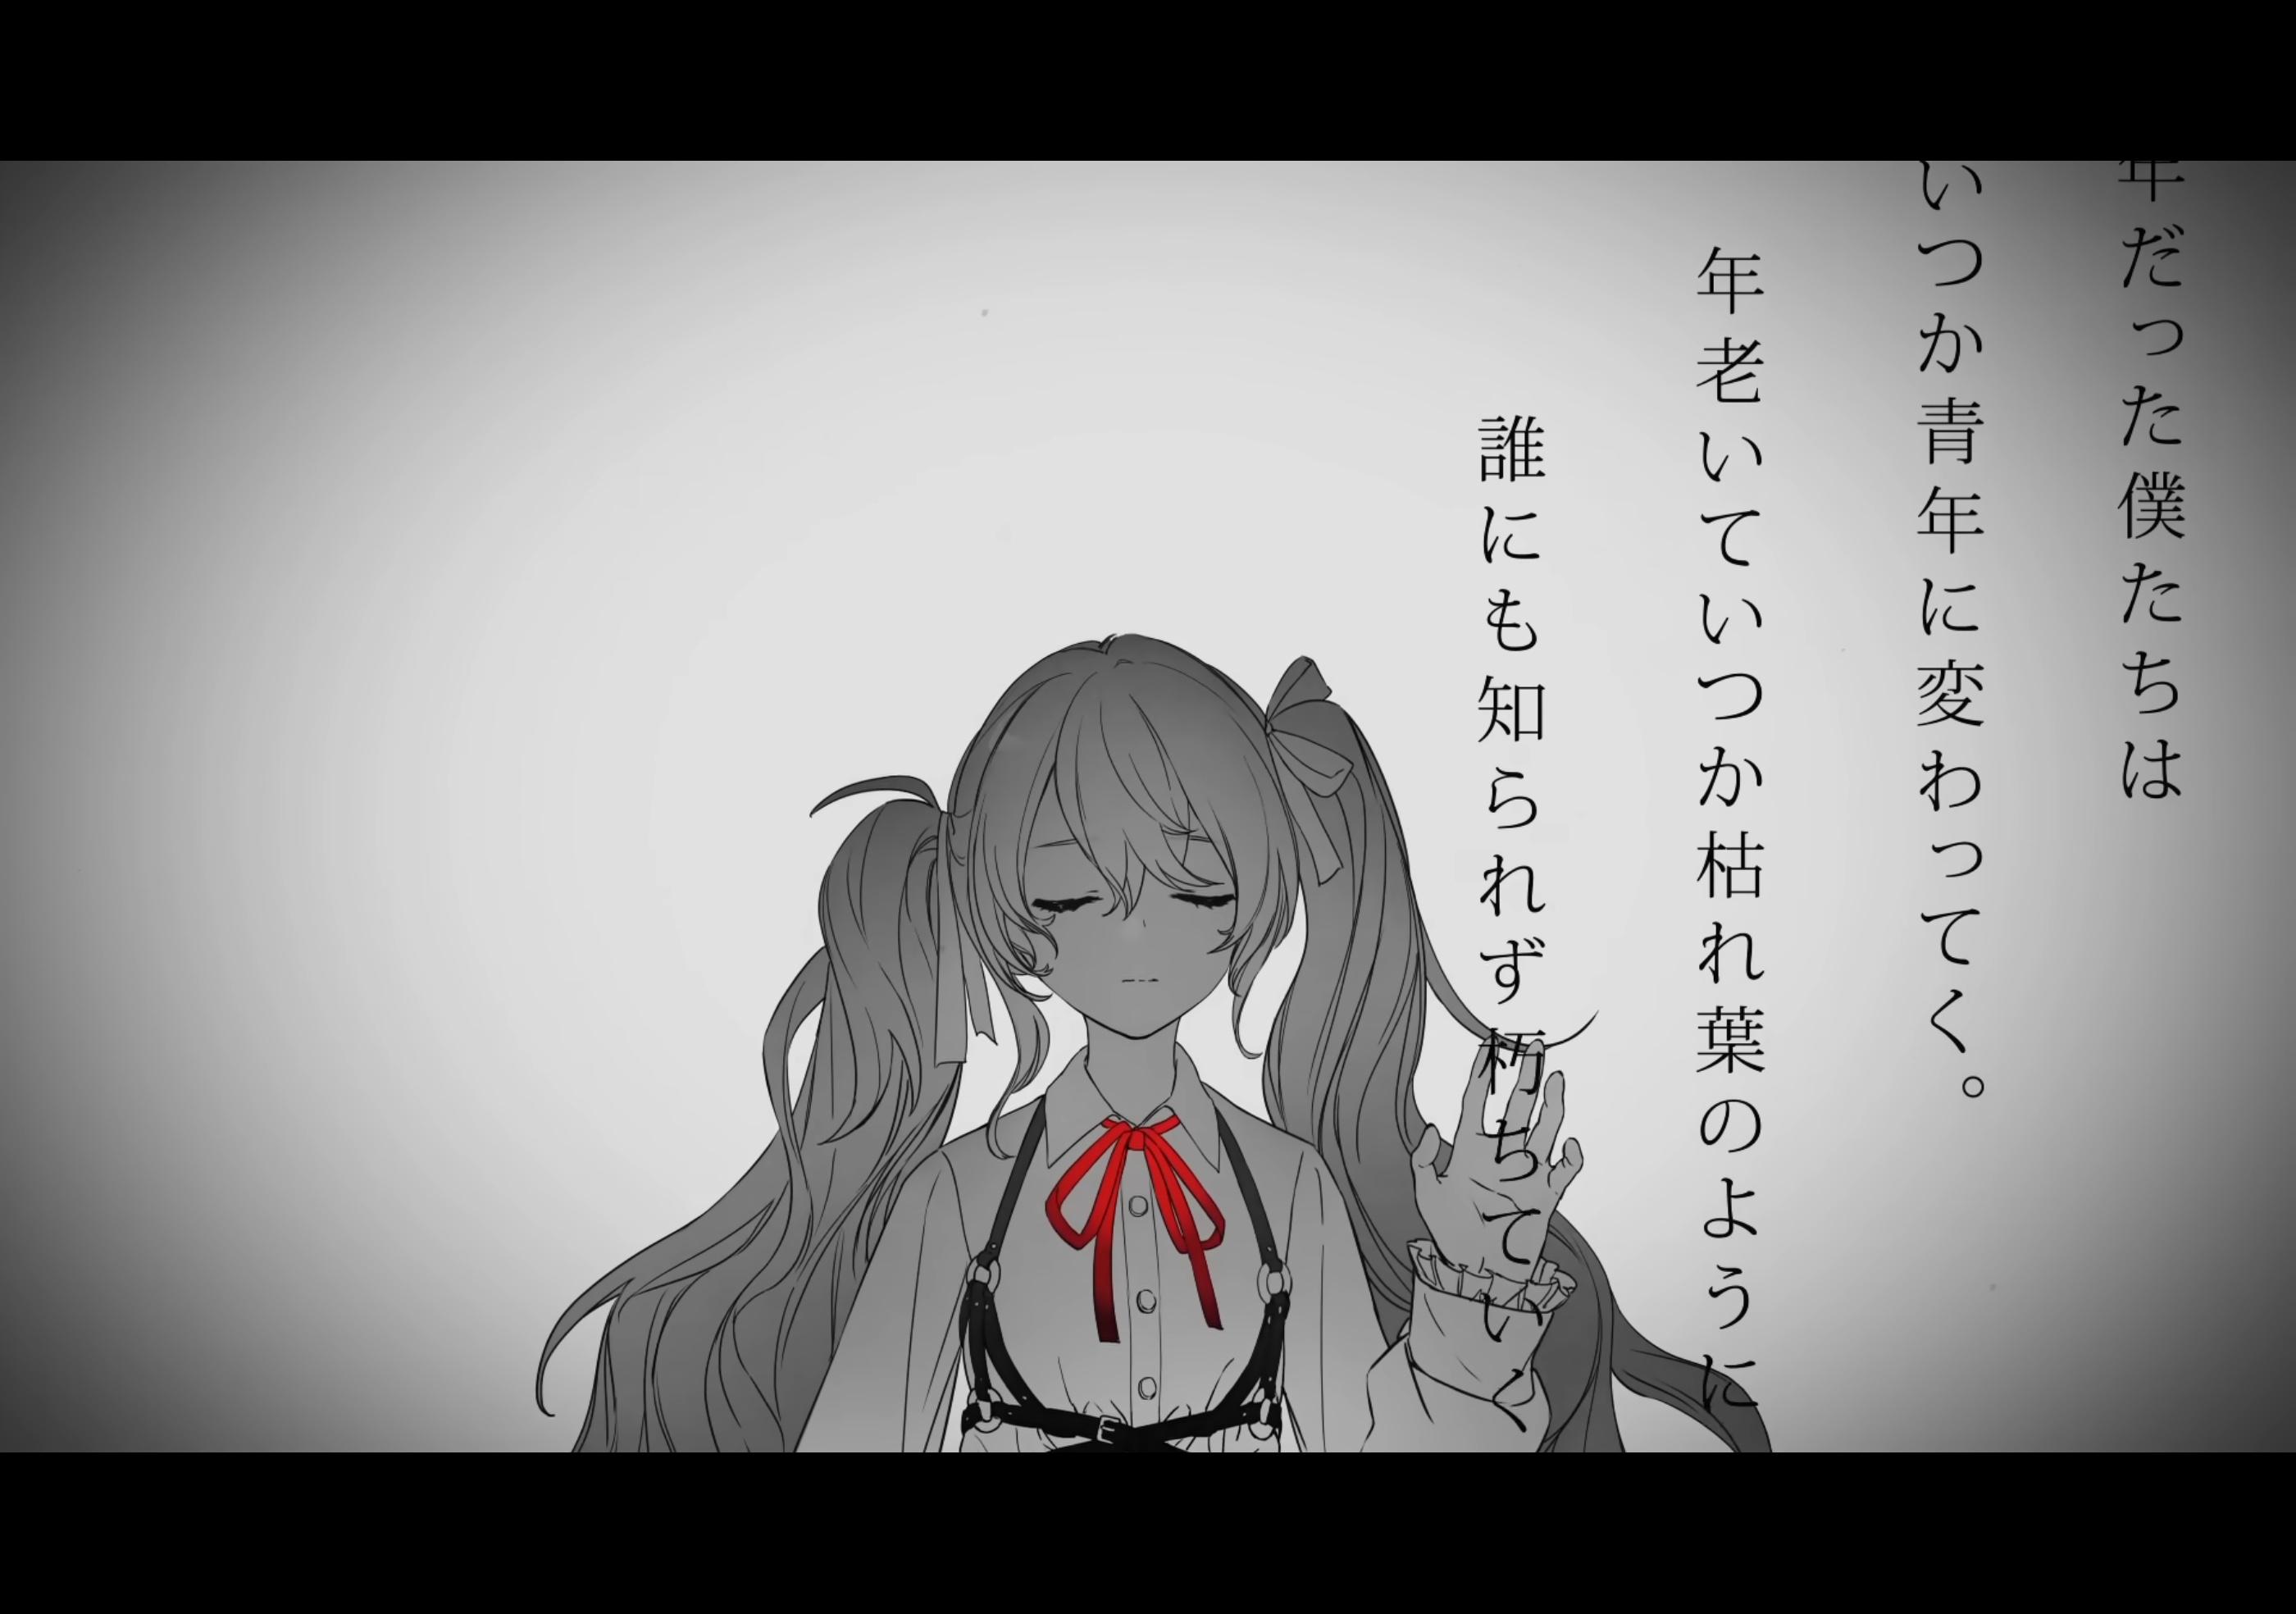 年だった僕たちは
いつか青年に変わってく。
年老いていつか枯れ葉のように
誰にも知られず朽ちていく